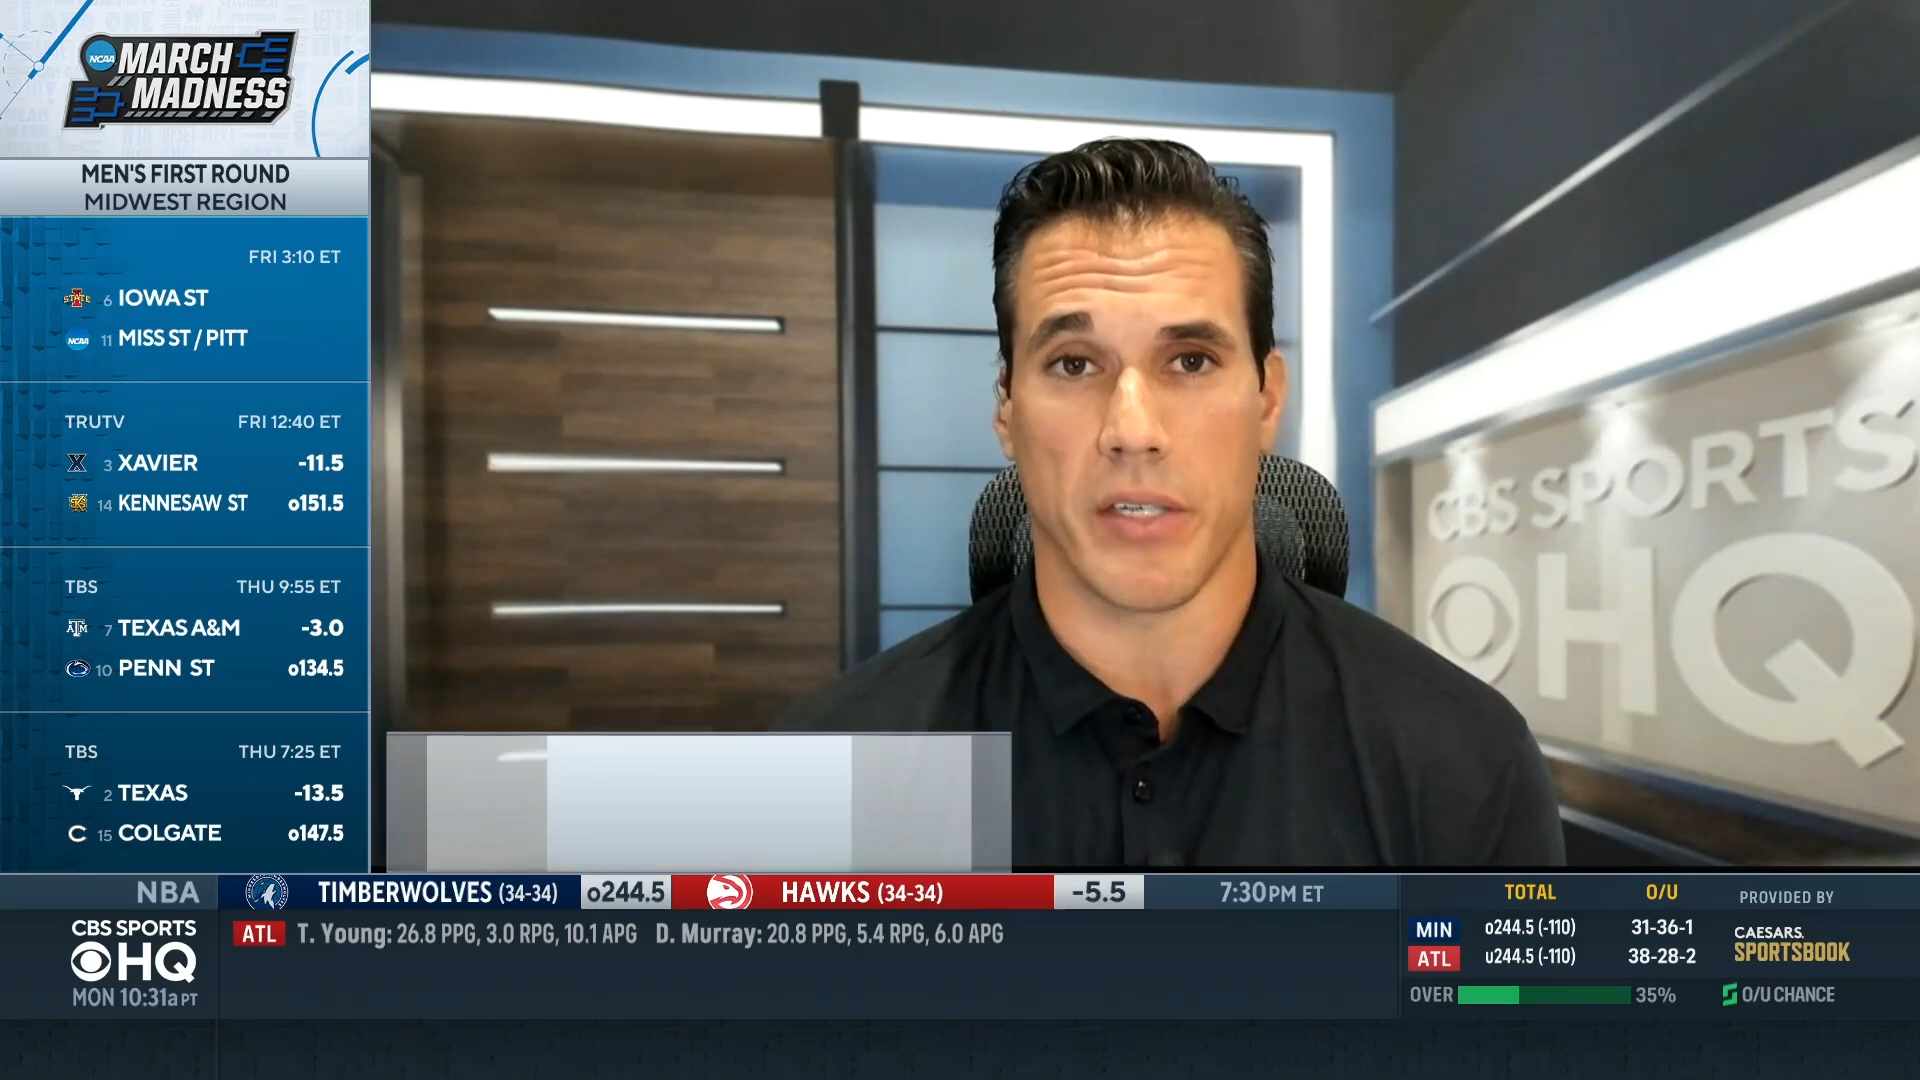 NCAA MARCH MADNESS
MEN'S FIRST ROUND
MIDWEST REGION
FRI 3:10 ET
STATE 6 IOWA ST
NCAA 11 MISS ST / PITT
TRUTV FRI 12:40 ET
X 3 XAVIER -11.5
KS 14 KENNESAW ST o151.5
TBS THU 9:55 ET
ATM 7 TEXAS A&M -3.0
10 PENN ST o134.5
TBS THU 7:25 ET
2 TEXAS -13.5
C 15 COLGATE o147.5
CBS SPORTS
HQ
NBA TIMBERWOLVES (34-34) o244.5 HAWKS (34-34) -5.5 7:30PM ET
ATL T. Young: 26.8 PPG, 3.0 RPG, 10.1 APG D. Murray: 20.8 PPG, 5.4 RPG, 6.0 APG
CBS SPORTS
HQ
MON 10:31a PT
TOTAL O/U
MIN o244.5 (-110) 31-36-1
ATL u244.5 (-110) 38-28-2
OVER 35%
PROVIDED BY
CAESARS
SPORTSBOOK
S O/U CHANCE